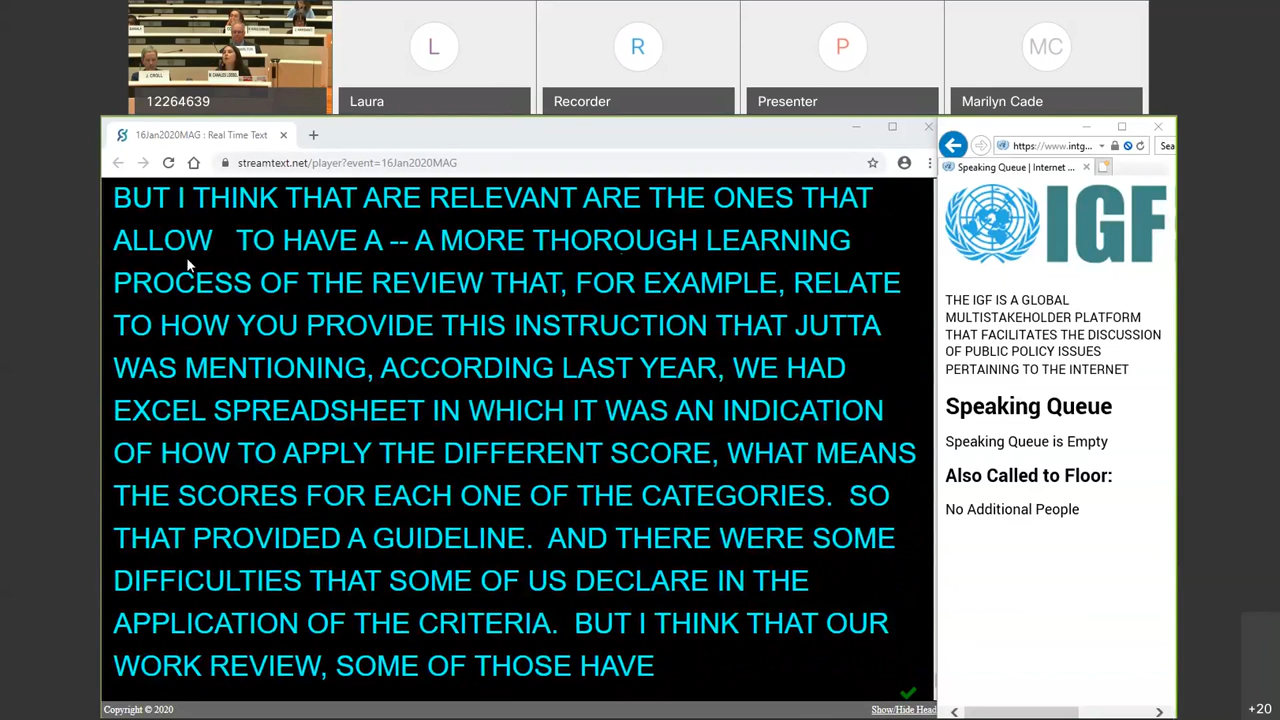 J. CROLL
M. CANALES LOEBEL
12264639
L
Laura
R
Recorder
P
Presenter
MC
Marilyn Cade
16Jan2020MAG : Real Time Text
streamtext.net/player?event=16Jan2020MAG
BUT I THINK THAT ARE RELEVANT ARE THE ONES THAT
ALLOW TO HAVE A -- A MORE THOROUGH LEARNING
PROCESS OF THE REVIEW THAT, FOR EXAMPLE, RELATE
TO HOW YOU PROVIDE THIS INSTRUCTION THAT JUTTA
WAS MENTIONING, ACCORDING LAST YEAR, WE HAD
EXCEL SPREADSHEET IN WHICH IT WAS AN INDICATION
OF HOW TO APPLY THE DIFFERENT SCORE, WHAT MEANS
THE SCORES FOR EACH ONE OF THE CATEGORIES. SO
THAT PROVIDED A GUIDELINE. AND THERE WERE SOME
DIFFICULTIES THAT SOME OF US DECLARE IN THE
APPLICATION OF THE CRITERIA. BUT I THINK THAT OUR
WORK REVIEW, SOME OF THOSE HAVE
Copyright © 2020
Show/Hide Head
https://www.intg...
Sea
Speaking Queue | Internet ...
IGF
THE IGF IS A GLOBAL
MULTISTAKEHOLDER PLATFORM
THAT FACILITATES THE DISCUSSION
OF PUBLIC POLICY ISSUES
PERTAINING TO THE INTERNET
Speaking Queue
Speaking Queue is Empty
Also Called to Floor:
No Additional People
+20